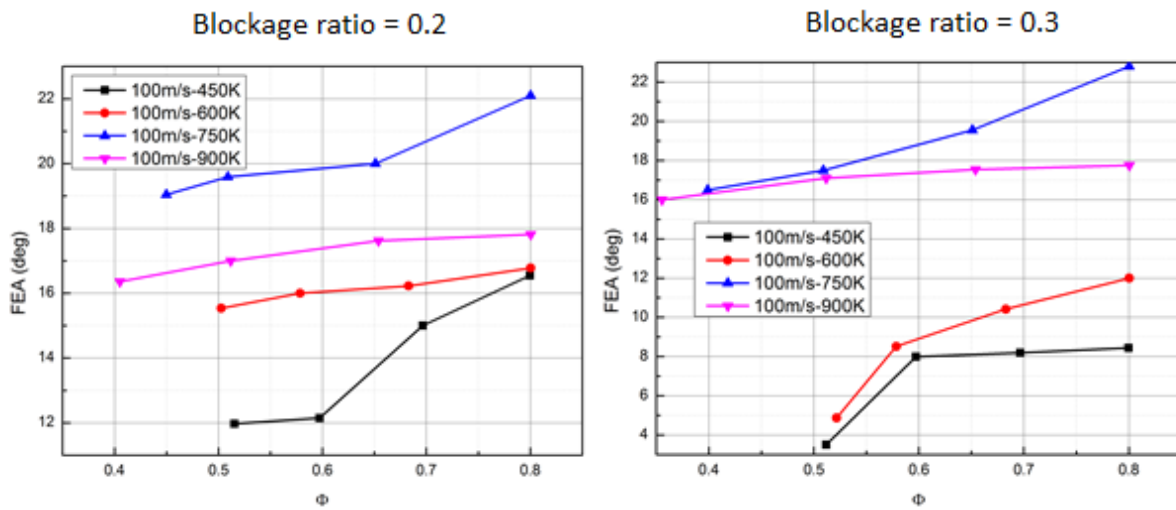 Blockage ratio = 0.2
100m/s-450K
100m/s-600K
100m/s-750K
100m/s-900K
22
20
18
16
14
12
FEA (deg)
0.4 0.5 0.6 0.7 0.8
Φ
Blockage ratio = 0.3
22
20
18
16
14
12
10
8
6
4
FEA (deg)
100m/s-450K
100m/s-600K
100m/s-750K
100m/s-900K
0.4 0.5 0.6 0.7 0.8
Φ